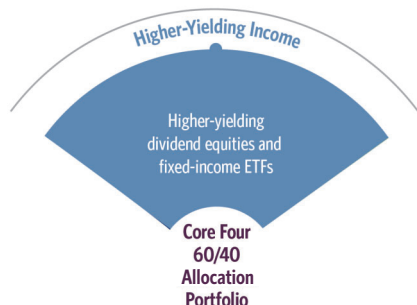 Higher-Yielding Income
Higher-yielding
dividend equities and
fixed-income ETFs
Core Four
60/40
Allocation
Portfolio